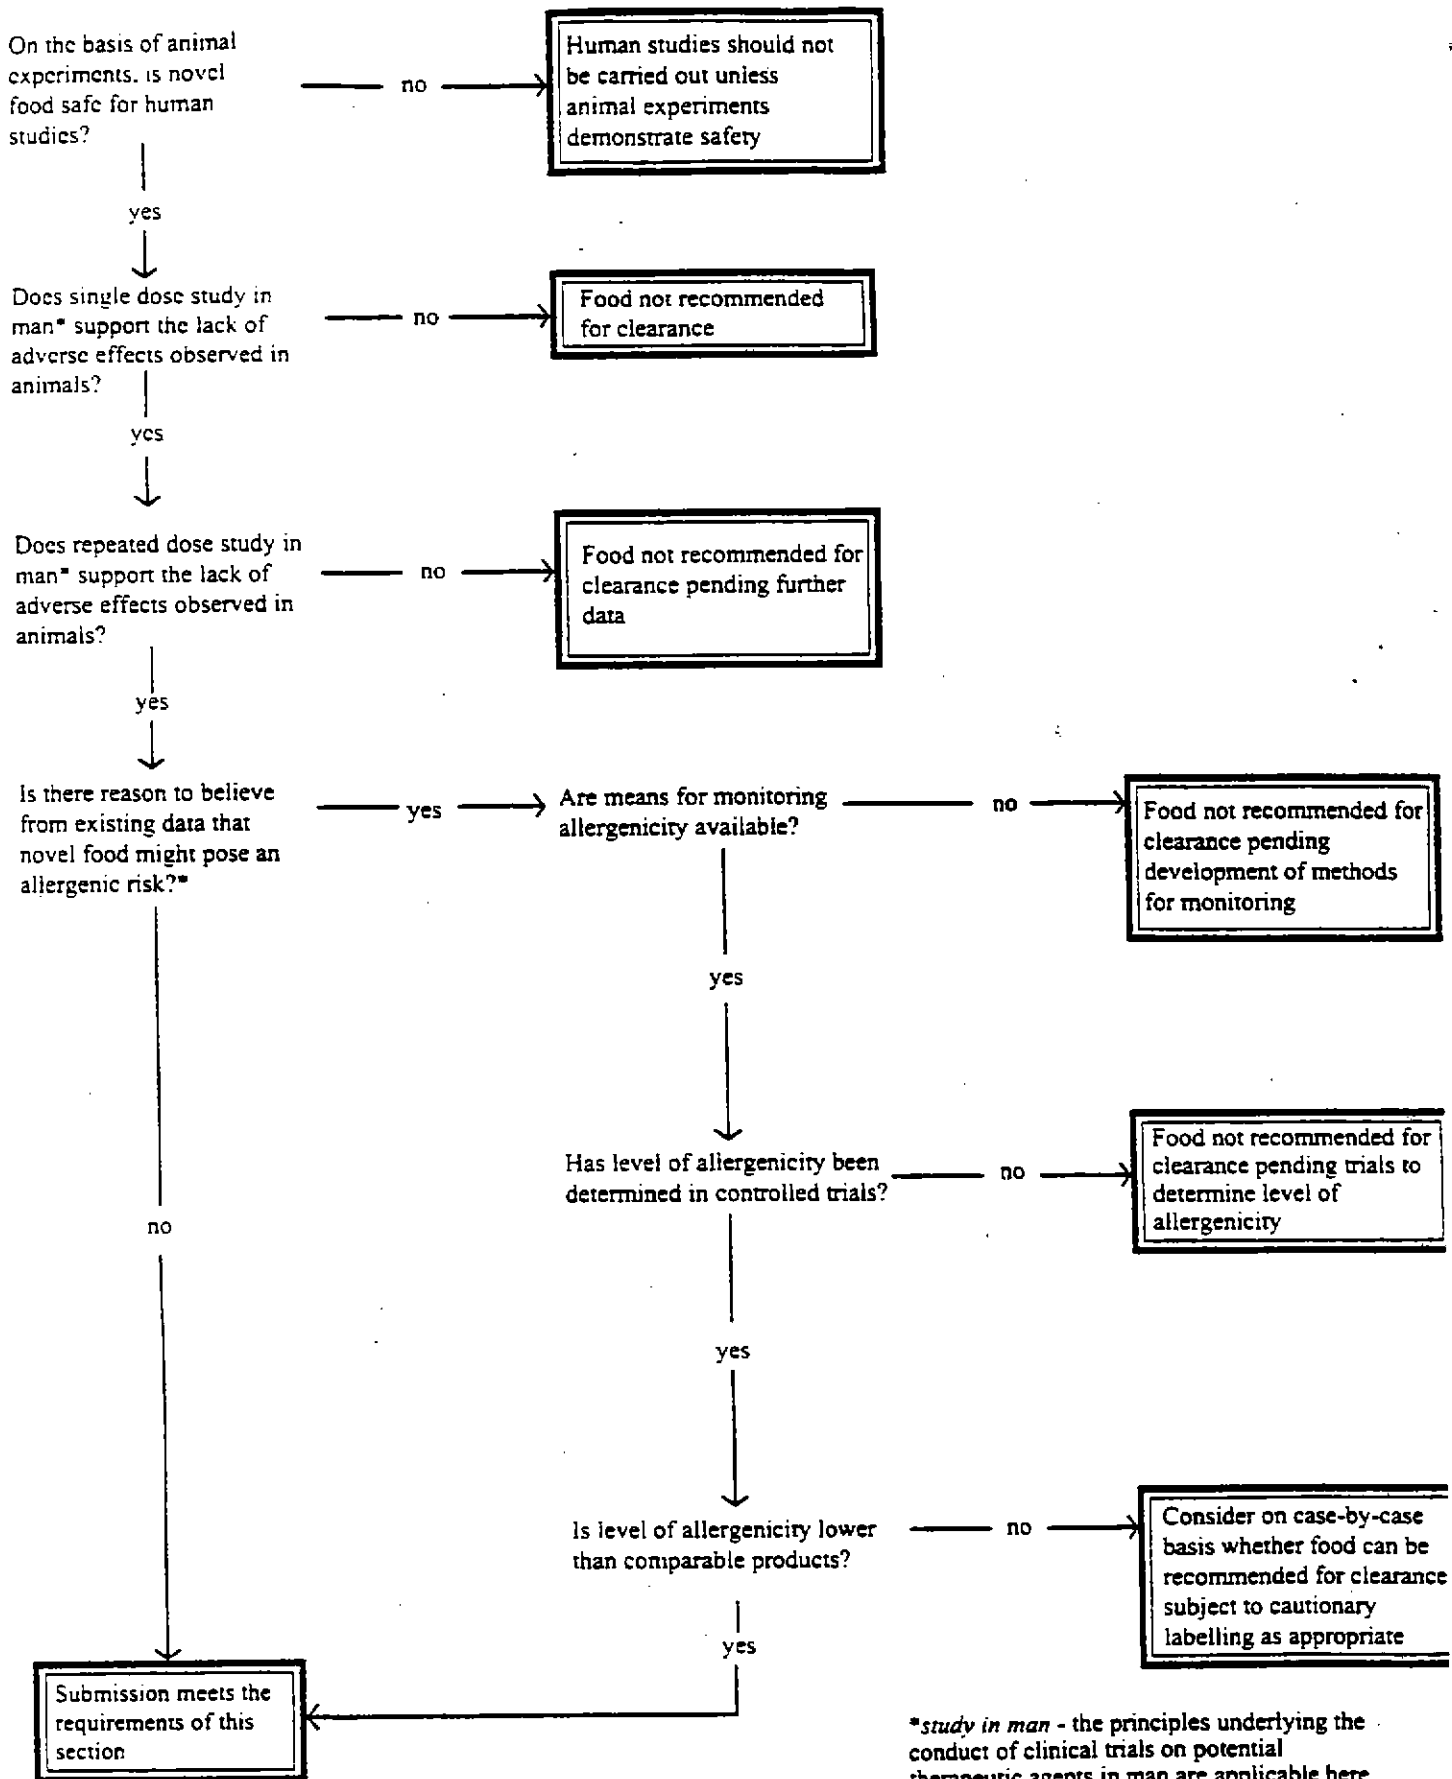 On the basis of animal
experiments, is novel
food safe for human
studies?
no
Human studies should not
be carried out unless
animal experiments
demonstrate safety
yes
Does single dose study in
man* support the lack of
adverse effects observed in
animals?
no
Food not recommended
for clearance
yes
Does repeated dose study in
man* support the lack of
adverse effects observed in
animals?
no
Food not recommended for
clearance pending further
data
yes
Is there reason to believe
from existing data that
novel food might pose an
allergenic risk?*
yes
Are means for monitoring
allergenicity available?
no
Food not recommended for
clearance pending
development of methods
for monitoring
yes
Has level of allergenicity been
determined in controlled trials?
no
Food not recommended for
clearance pending trials to
determine level of
allergenicity
no
yes
Is level of allergenicity lower
than comparable products?
no
Consider on case-by-case
basis whether food can be
recommended for clearance
subject to cautionary
labelling as appropriate
yes
Submission meets the
requirements of this
section
*study in man - the principles underlying the
conduct of clinical trials on potential
therapeutic agents in man are applicable here